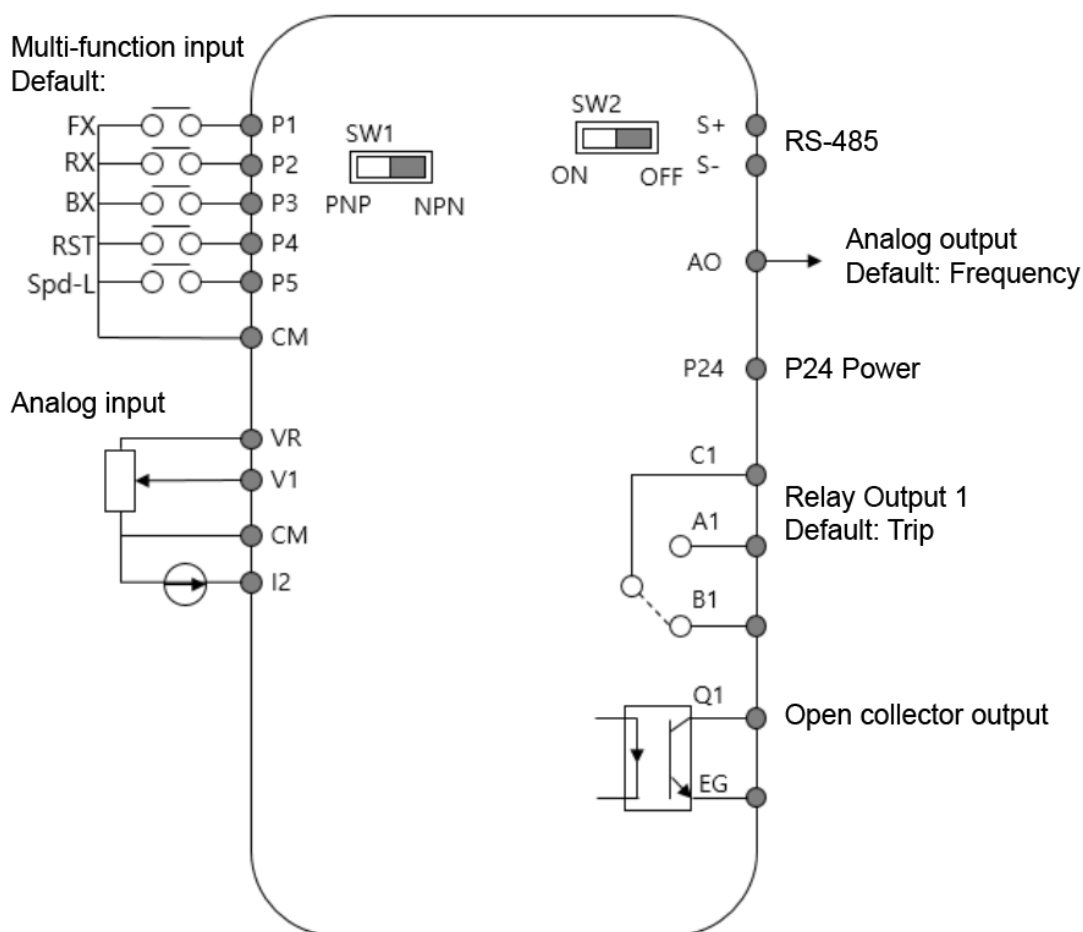 Multi-function input
Default:
FX
P1
RX
P2
BX
P3
RST
P4
Spd-L
P5
CM
SW1
PNP NPN
SW2
ON OFF
S+
S-
RS-485
AO
Analog output
Default: Frequency
P24
P24 Power
Analog input
VR
V1
CM
I2
C1
A1
B1
Relay Output 1
Default: Trip
Q1
EG
Open collector output